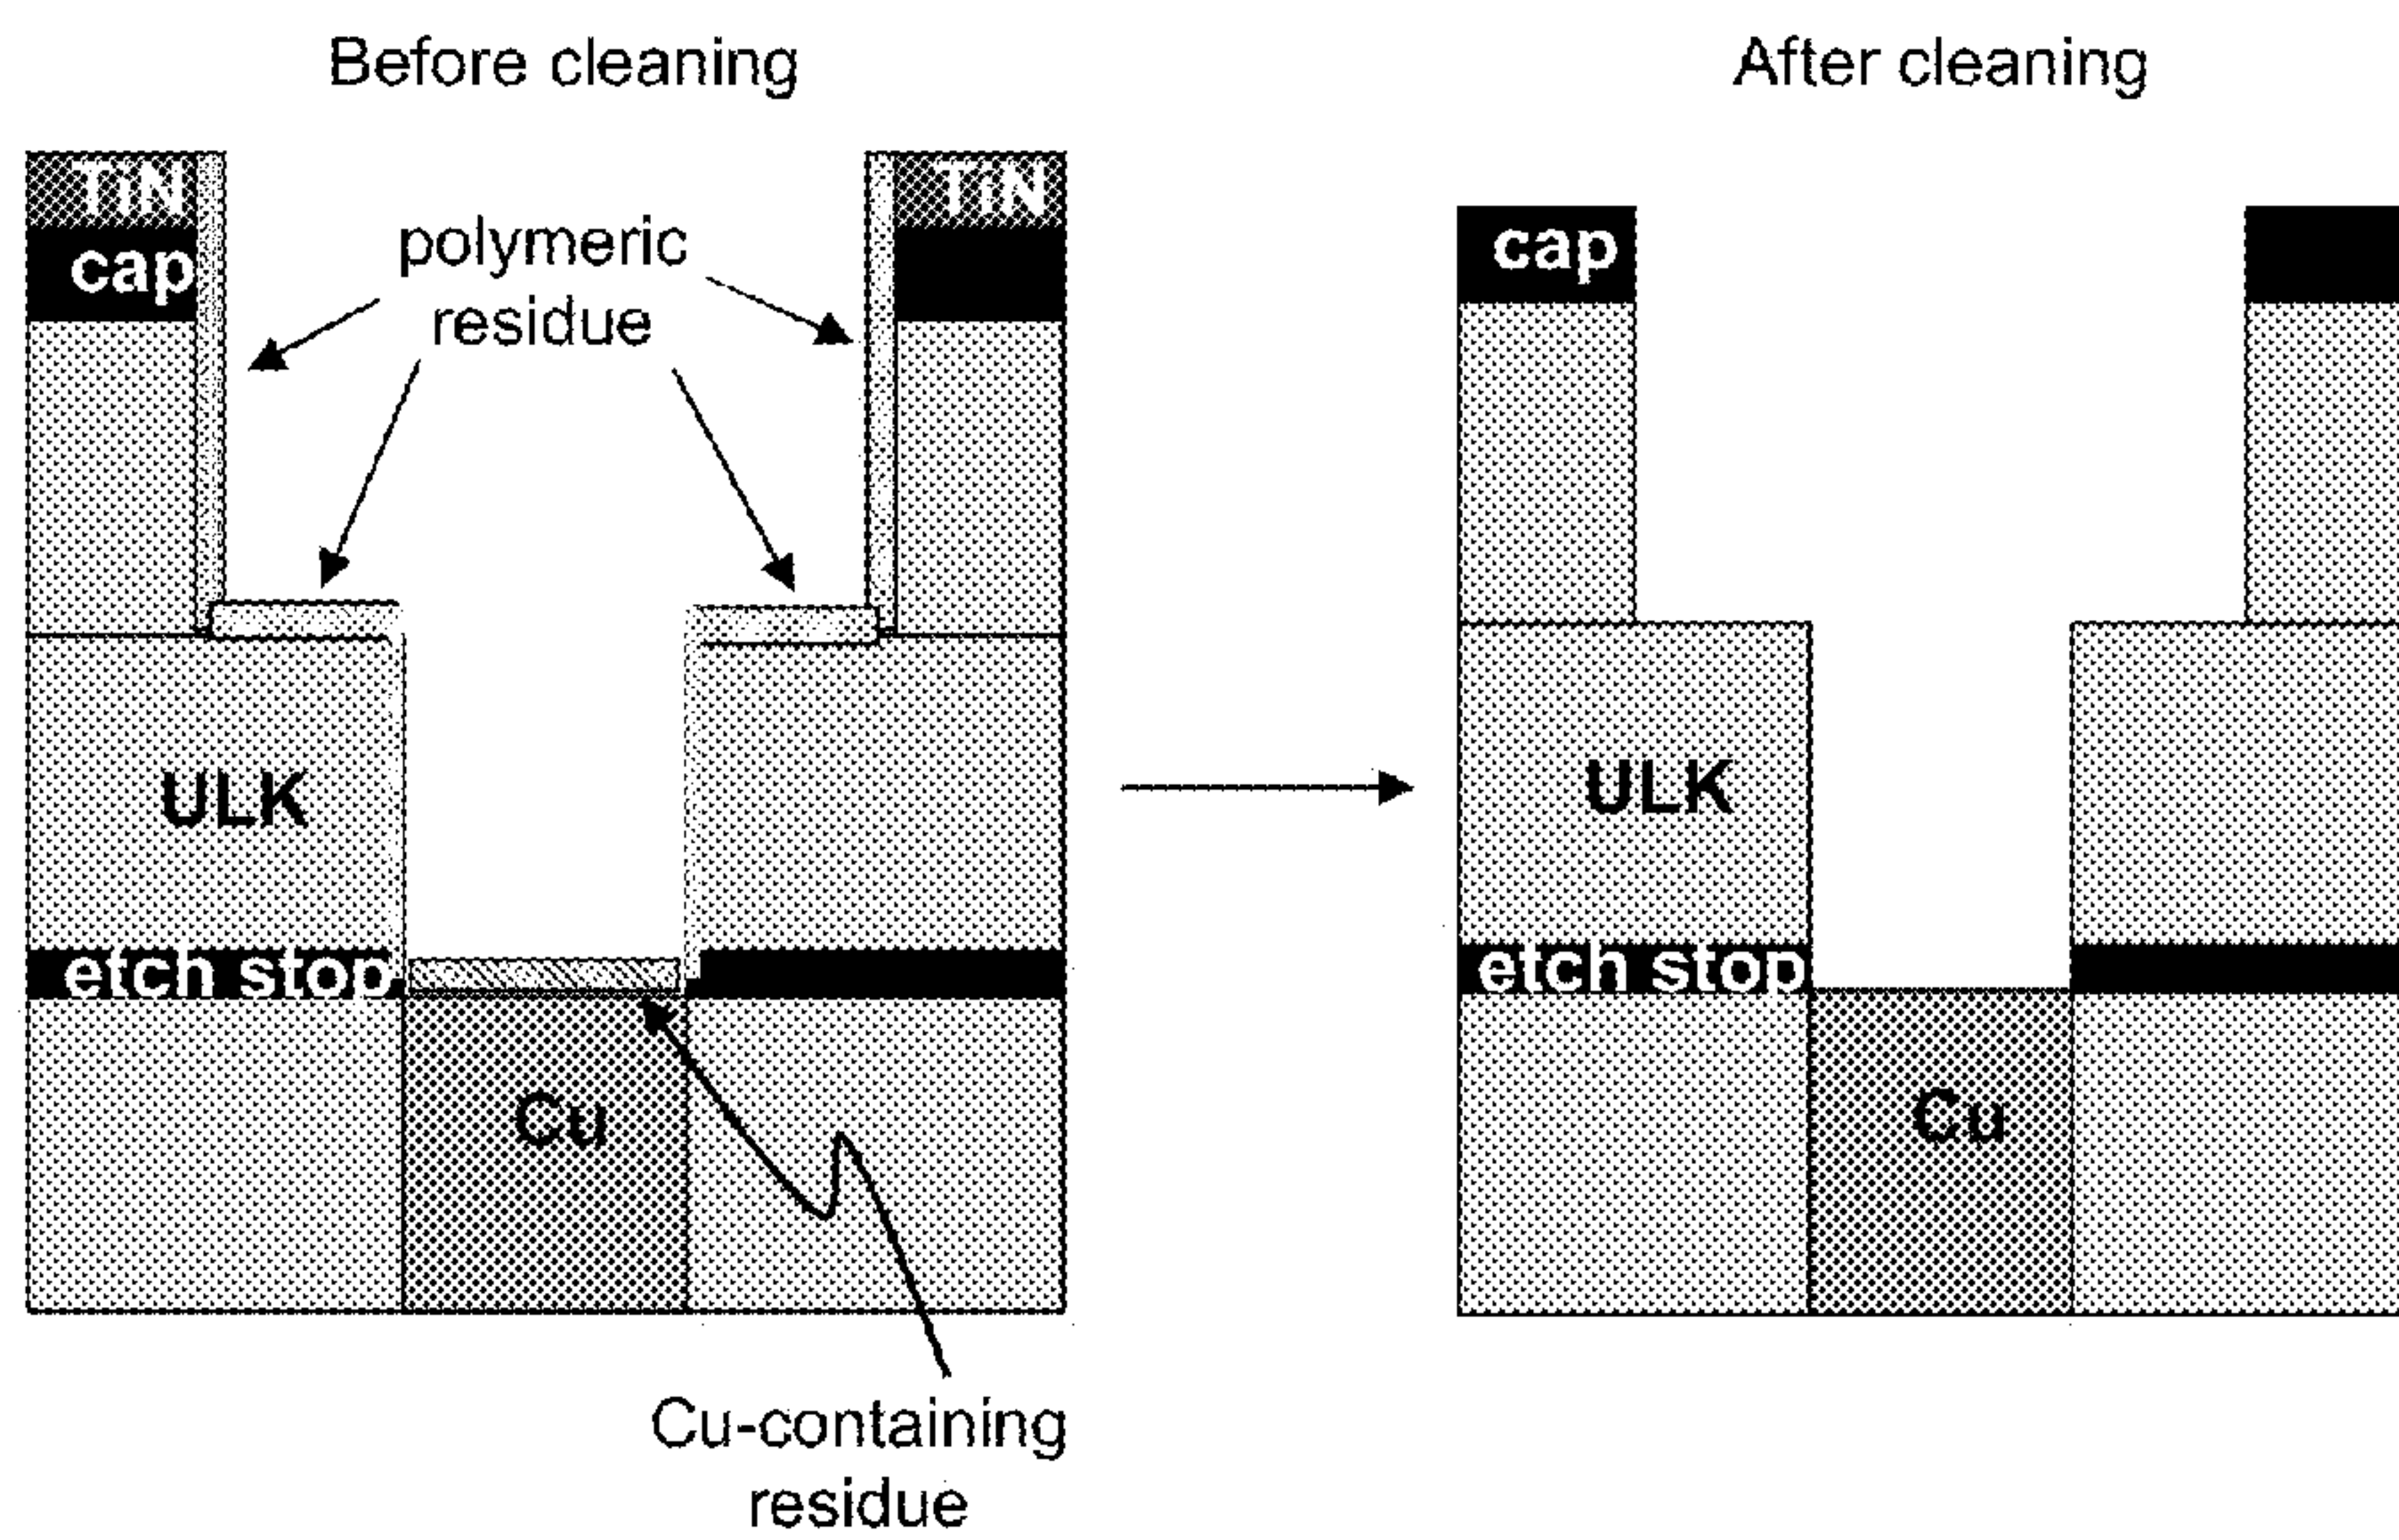 Before cleaning
After cleaning
TiN
TiN
polymeric
residue
cap
cap
ULK
ULK
etch stop
etch stop
Cu
Cu
Cu-containing
residue